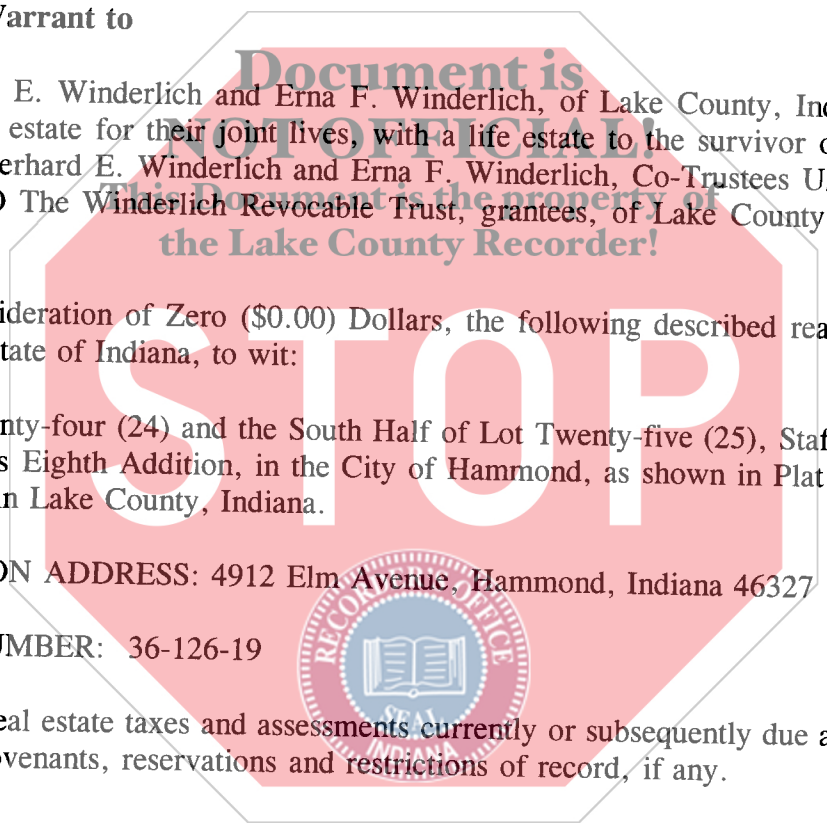 Warrant to
Document is
E. Winderlich and Erna F. Winderlich, of Lake County, Ind
estate for their joint lives, with a life estate to the survivor o
NOT OFFICIAL!
erhard E. Winderlich and Erna F. Winderlich, Co-Trustees U
This Document is the property of
The Winderlich Revocable Trust, grantees, of Lake County
the Lake County Recorder!
ideration of Zero ($0.00) Dollars, the following described rea
tate of Indiana, to wit:
STOP
nty-four (24) and the South Half of Lot Twenty-five (25), Staf
s Eighth Addition, in the City of Hammond, as shown in Plat
in Lake County, Indiana.
ON ADDRESS: 4912 Elm Avenue, Hammond, Indiana 46327
UMBER: 36-126-19
RECORDER'S OFFICE
SEAL
INDIANA
eal estate taxes and assessments currently or subsequently due a
ovenants, reservations and restrictions of record, if any.